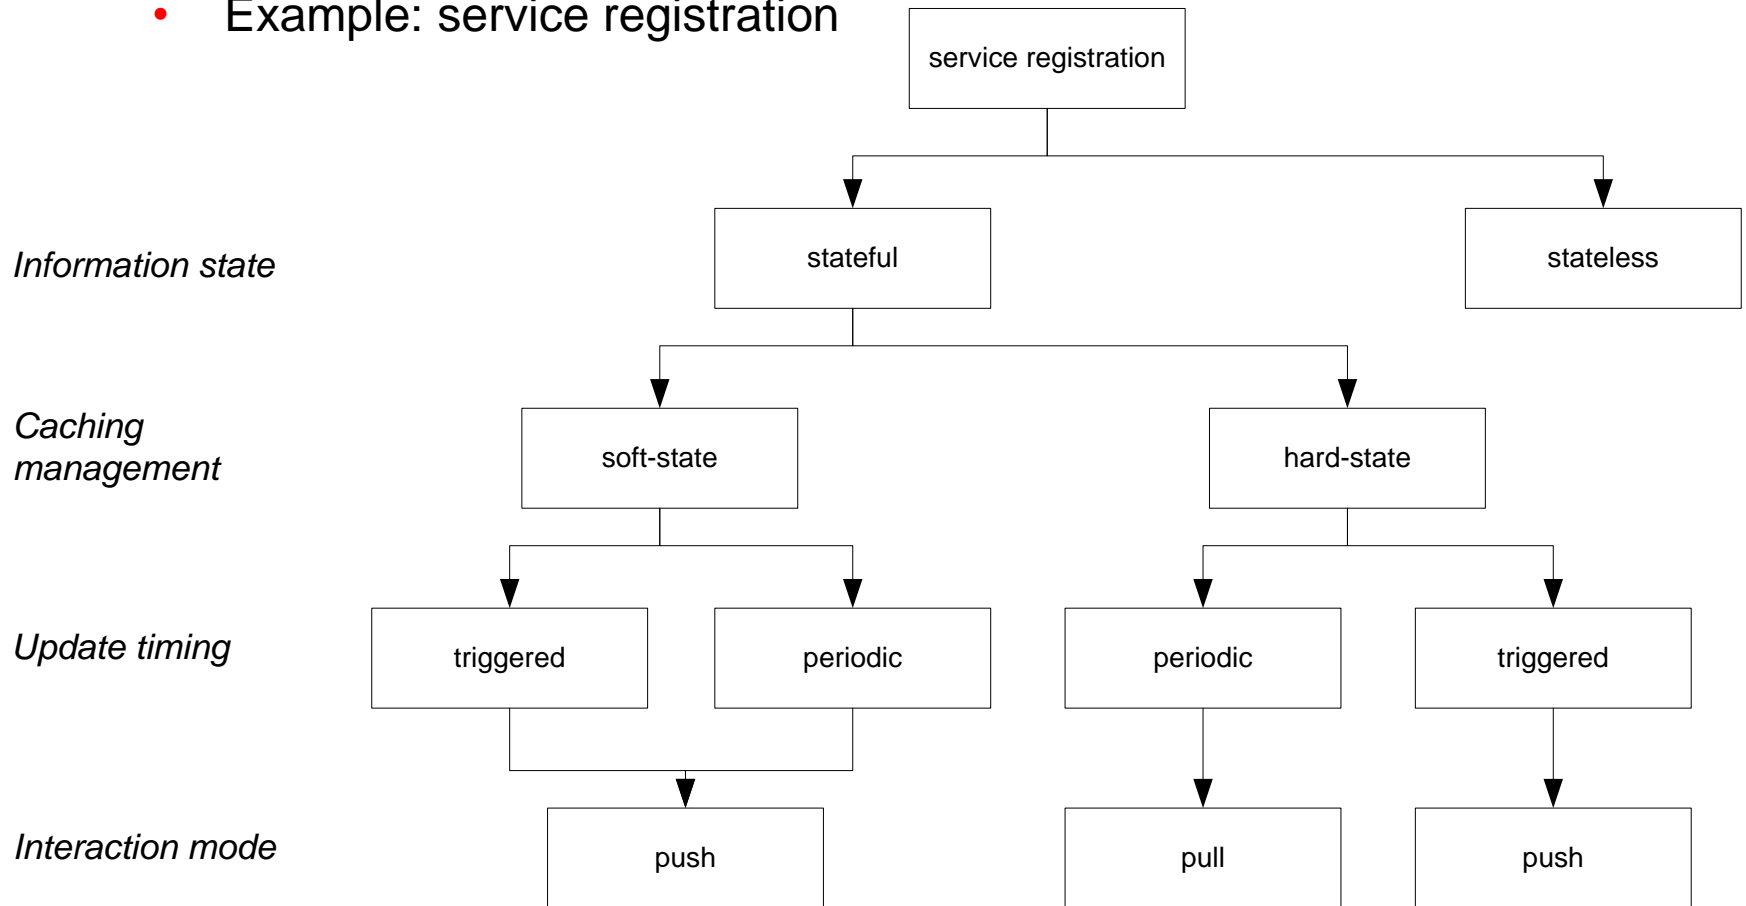 • Example: service registration
service registration
Information state
stateful
stateless
Caching
management
soft-state
hard-state
Update timing
triggered
periodic
periodic
triggered
Interaction mode
push
pull
push